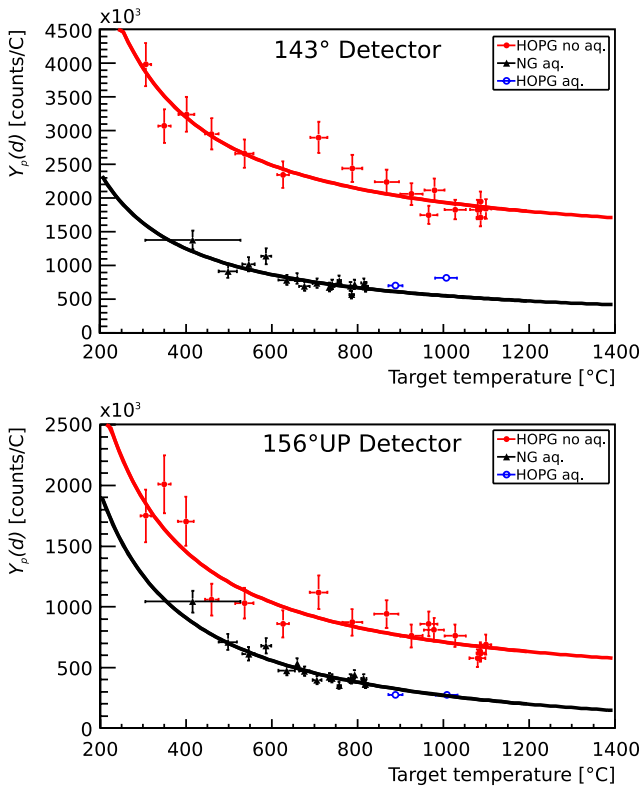 ×10³
143° Detector
HOPG no aq.
NG aq.
HOPG aq.
Yₚ(d) [counts/C]
4500
4000
3500
3000
2500
2000
1500
1000
500
0
200 400 600 800 1000 1200 1400
Target temperature [°C]
×10³
156°UP Detector
HOPG no aq.
NG aq.
HOPG aq.
Yₚ(d) [counts/C]
2500
2000
1500
1000
500
0
200 400 600 800 1000 1200 1400
Target temperature [°C]